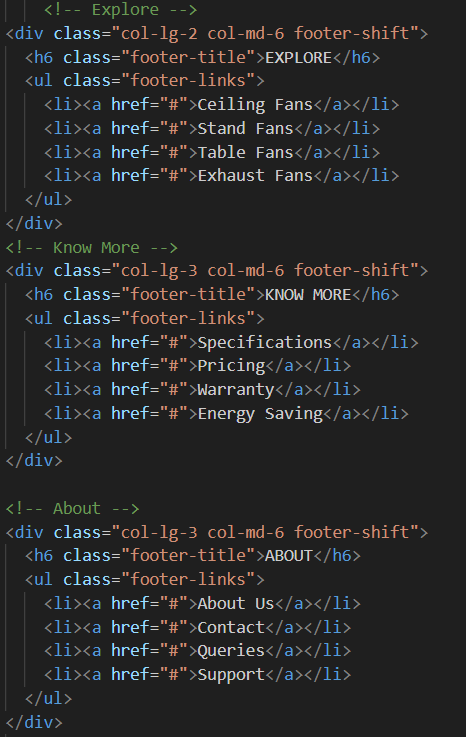 <!-- Explore -->
<div class="col-lg-2 col-md-6 footer-shift">
<h6 class="footer-title">EXPLORE</h6>
<ul class="footer-links">
<li><a href="#">Ceiling Fans</a></li>
<li><a href="#">Stand Fans</a></li>
<li><a href="#">Table Fans</a></li>
<li><a href="#">Exhaust Fans</a></li>
</ul>
</div>
<!-- Know More -->
<div class="col-lg-3 col-md-6 footer-shift">
<h6 class="footer-title">KNOW MORE</h6>
<ul class="footer-links">
<li><a href="#">Specifications</a></li>
<li><a href="#">Pricing</a></li>
<li><a href="#">Warranty</a></li>
<li><a href="#">Energy Saving</a></li>
</ul>
</div>
<!-- About -->
<div class="col-lg-3 col-md-6 footer-shift">
<h6 class="footer-title">ABOUT</h6>
<ul class="footer-links">
<li><a href="#">About Us</a></li>
<li><a href="#">Contact</a></li>
<li><a href="#">Queries</a></li>
<li><a href="#">Support</a></li>
</ul>
</div>